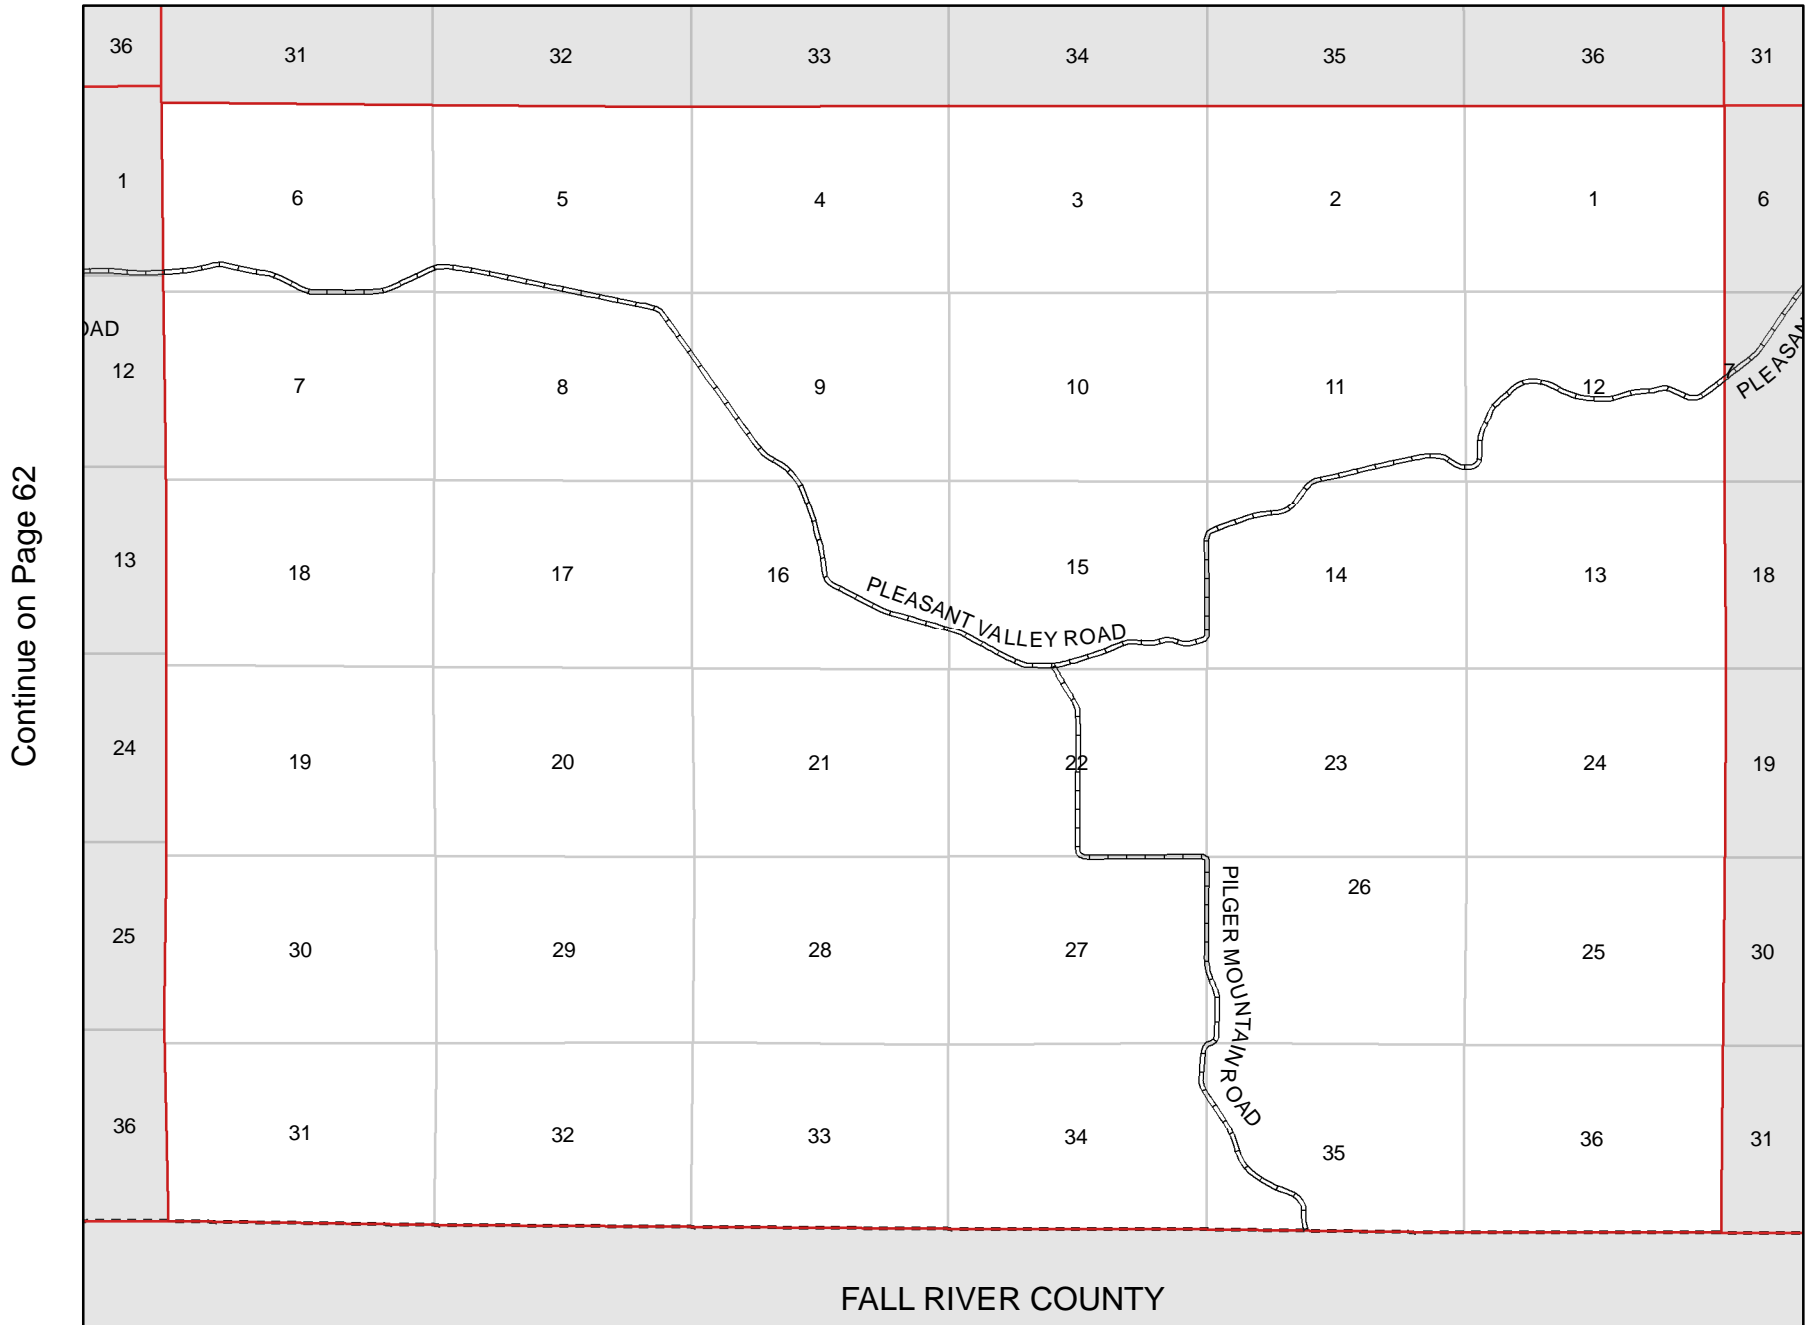 36 31 32 33 34 35 36 31
1 6 5 4 3 2 1 6
OAD
PLEASAN
12 7 8 9 10 11 12 7
Continue on Page 62
13 18 17 16 15 14 13 18
PLEASANT VALLEY ROAD
24 19 20 21 22 23 24 19
26
25 30 29 28 27 25 30
PILGER MOUNTAIN ROAD
36 31 32 33 34 35 36 31
FALL RIVER COUNTY